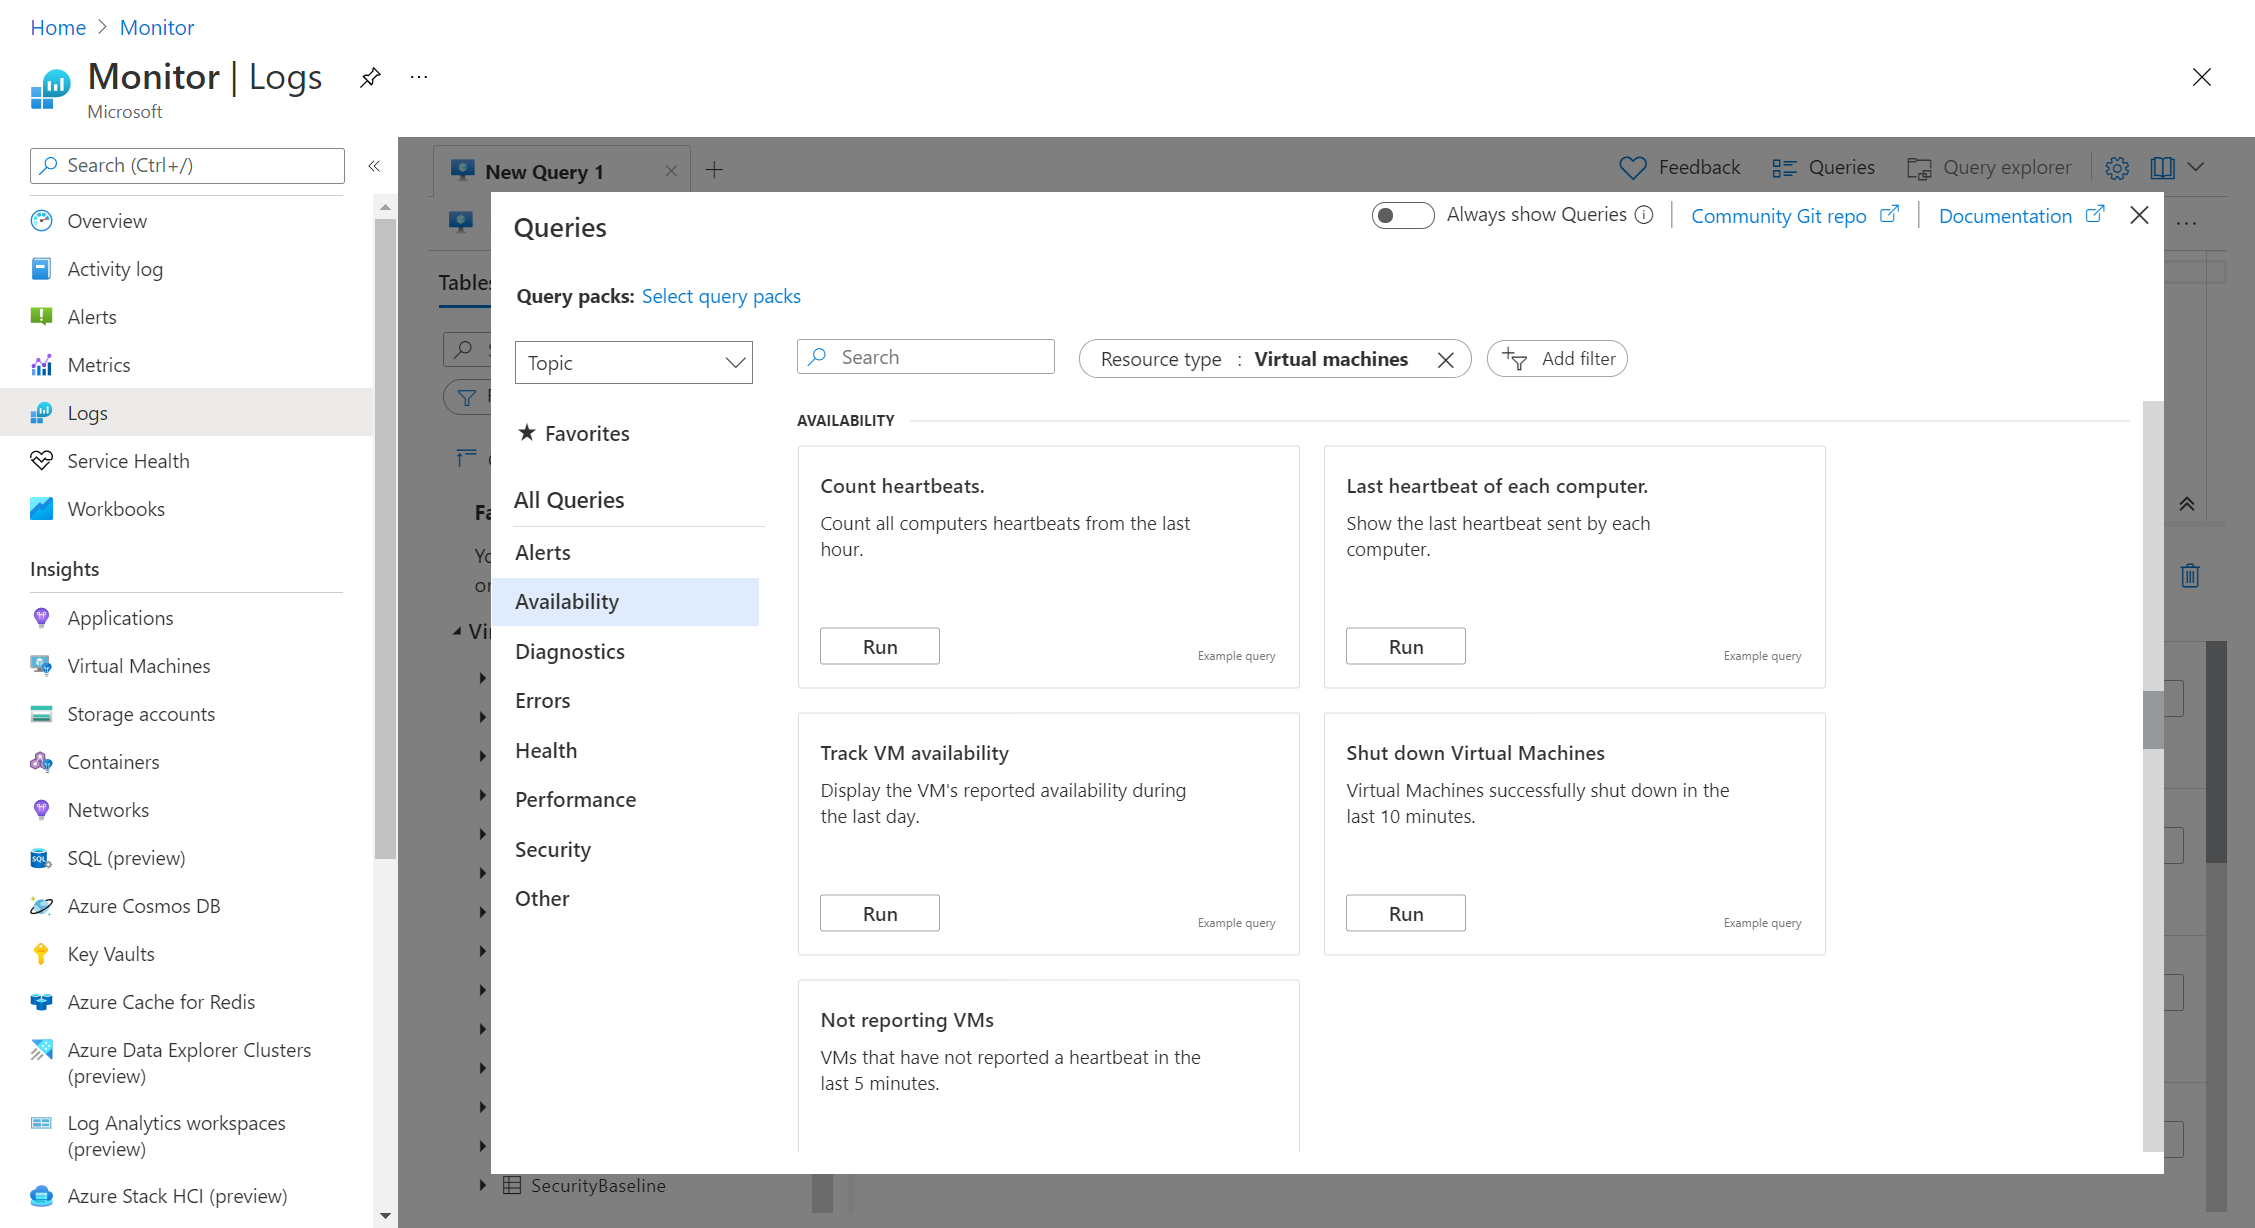 Home > Monitor
Monitor | Logs
Microsoft
Search (Ctrl+/)
Overview
Activity log
Alerts
Metrics
Logs
Service Health
Workbooks
Insights
Applications
Virtual Machines
Storage accounts
Containers
Networks
SQL (preview)
Azure Cosmos DB
Key Vaults
Azure Cache for Redis
Azure Data Explorer Clusters
(preview)
Log Analytics workspaces
(preview)
Azure Stack HCI (preview)
New Query 1
Feedback
Queries
Query explorer
Tables
Queries
Always show Queries
Community Git repo
Documentation
Query packs: Select query packs
Topic
Search
Resource type : Virtual machines
Add filter
Favorites
All Queries
Alerts
Availability
Diagnostics
Errors
Health
Performance
Security
Other
AVAILABILITY
Count heartbeats.
Count all computers heartbeats from the last
hour.
Run
Example query
Last heartbeat of each computer.
Show the last heartbeat sent by each
computer.
Run
Example query
Track VM availability
Display the VM's reported availability during
the last day.
Run
Example query
Shut down Virtual Machines
Virtual Machines successfully shut down in the
last 10 minutes.
Run
Example query
Not reporting VMs
VMs that have not reported a heartbeat in the
last 5 minutes.
SecurityBaseline